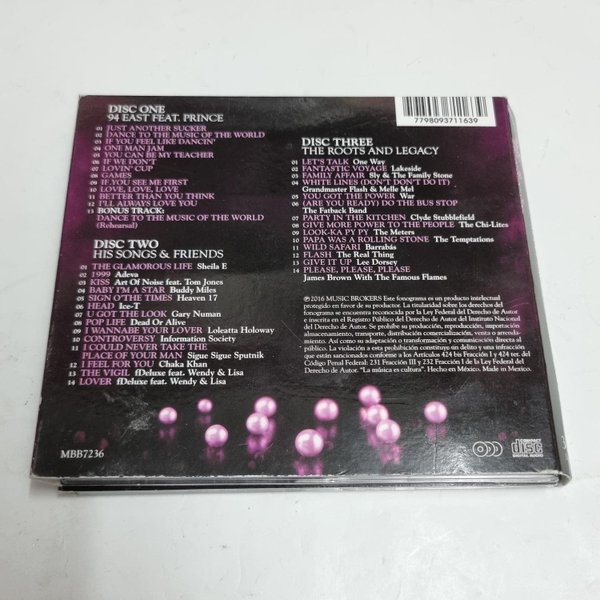 DISC ONE
94 EAST FEAT. PRINCE
01 JUST ANOTHER SUCKER
02 DANCE TO THE MUSIC OF THE WORLD
03 IF YOU FEEL LIKE DANCIN'
04 ONE MAN JAM
05 YOU CAN BE MY TEACHER
06 IF WE DON'T
07 LOVIN' CUP
08 GAMES
09 IF YOU SEE ME FIRST
10 LOVE, LOVE, LOVE
11 BETTER THAN YOU THINK
12 I'LL ALWAYS LOVE YOU
13 BONUS TRACK:
DANCE TO THE MUSIC OF THE WORLD
(Rehearsal)
DISC TWO
HIS SONGS & FRIENDS
01 THE GLAMOROUS LIFE Sheila E
02 1999 Adeva
03 KISS Art Of Noise feat. Tom Jones
04 BABY I'M A STAR Buddy Miles
05 SIGN O'THE TIMES Heaven 17
06 HEAD Ice-T
07 U GOT THE LOOK Gary Numan
08 POP LIFE Dead Or Alive
09 I WANNABE YOUR LOVER Loleatta Holoway
10 CONTROVERSY Information Society
11 I COULD NEVER TAKE THE
PLACE OF YOUR MAN Sigue Sigue Sputnik
12 I FEEL FOR YOU Chaka Khan
13 THE VIGIL fDeluxe feat. Wendy & Lisa
14 LOVER fDeluxe feat. Wendy & Lisa
MBB7236
7798093711639
DISC THREE
THE ROOTS AND LEGACY
01 LET'S TALK One Way
02 FANTASTIC VOYAGE Lakeside
03 FAMILY AFFAIR Sly & The Family Stone
04 WHITE LINES (DON'T DON'T DO IT)
Grandmaster Flash & Melle Mel
05 YOU GOT THE POWER War
06 (ARE YOU READY) DO THE BUS STOP
The Fatback Band
07 PARTY IN THE KITCHEN Clyde Stubblefield
08 GIVE MORE POWER TO THE PEOPLE The Chi-Lites
09 LOOK-KA PY PY The Meters
10 PAPA WAS A ROLLING STONE The Temptations
11 WILD SAFARI Barrabás
12 FLASH The Real Thing
13 GIVE IT UP Lee Dorsey
14 PLEASE, PLEASE, PLEASE
James Brown With The Famous Flames
℗2016 MUSIC BROKERS Este fonograma es un producto intelectual
protegido en favor de su productor. La titularidad sobre los derechos del
fonograma se encuentra reconocida por la Ley Federal del Derecho de Autor
e inscrita en el Registro Público del Derecho de Autor del Instituto Nacional
del Derecho de Autor. Se prohíbe su producción, reproducción, importación
almacenamiento, transporte, distribución comercialización, venta o arrenda-
miento. Así como su adaptación o transformación y comunicación directa al
público. La violación a esta prohibición constituye un delito y una infracción
que están sancionados conforme a los Artículos 424 bis Fracción I y 424 ter. del
Código Penal Federal: 231 Fracción III y 232 Fracción I de la Ley Federal del
Derecho de Autor. "La música es cultura". Hecho en México. Made in Mexico.
COMPACT
disc
DIGITAL AUDIO